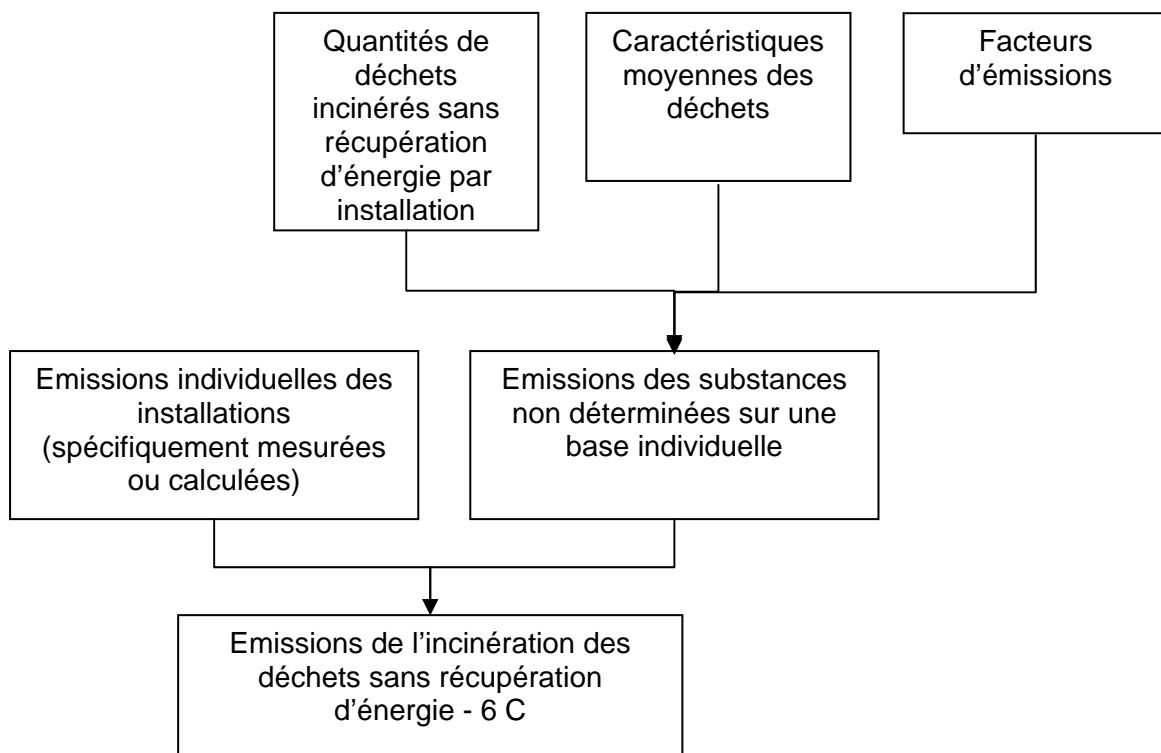 Quantités de
déchets
incinérés sans
récupération
d’énergie par
installation
Caractéristiques
moyennes des
déchets
Facteurs
d’émissions
Emissions individuelles des
installations
(spécifiquement mesurées
ou calculées)
Emissions des substances
non déterminées sur une
base individuelle
Emissions de l’incinération des
déchets sans récupération
d’énergie - 6 C